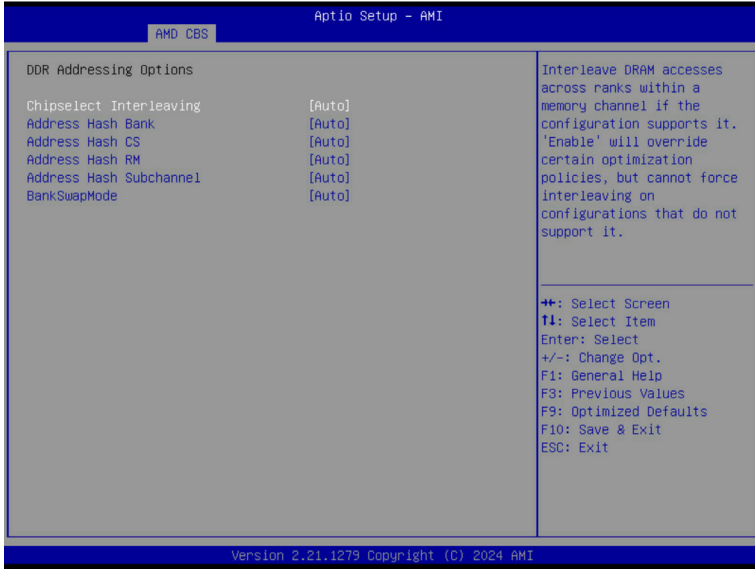 Aptio Setup – AMI
AMD CBS
DDR Addressing Options
Chipselect Interleaving [Auto]
Address Hash Bank [Auto]
Address Hash CS [Auto]
Address Hash RM [Auto]
Address Hash Subchannel [Auto]
BankSwapMode [Auto]
Interleave DRAM accesses
across ranks within a
memory channel if the
configuration supports it.
'Enable' will override
certain optimization
policies, but cannot force
interleaving on
configurations that do not
support it.
→←: Select Screen
↑↓: Select Item
Enter: Select
+/-: Change Opt.
F1: General Help
F3: Previous Values
F9: Optimized Defaults
F10: Save & Exit
ESC: Exit
Version 2.21.1279 Copyright (C) 2024 AMI